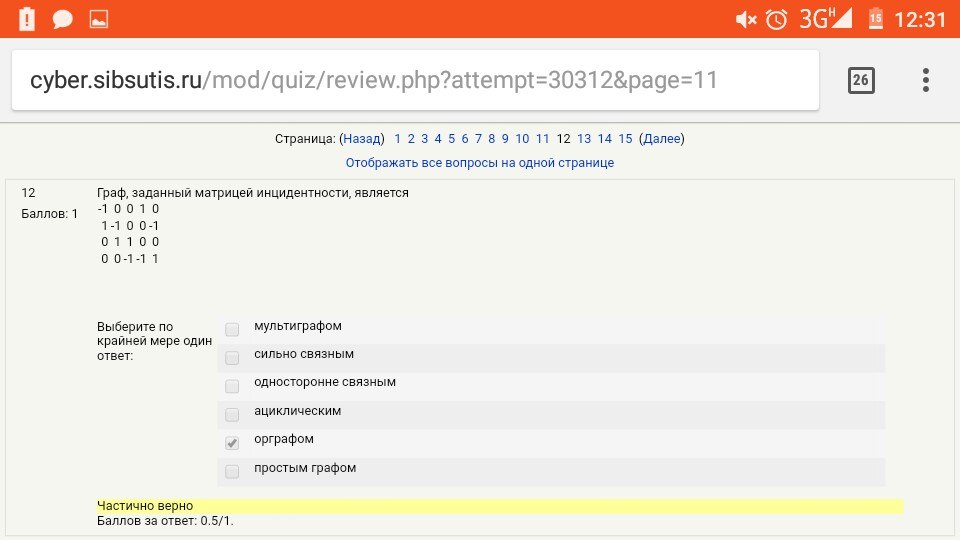 3G H 15 12:31
cyber.sibsutis.ru/mod/quiz/review.php?attempt=30312&page=11
26
Страница: (Назад) 1 2 3 4 5 6 7 8 9 10 11 12 13 14 15 (Далее)
Отображать все вопросы на одной странице
12
Баллов: 1
Граф, заданный матрицей инцидентности, является
-1 0 0 1 0
1 -1 0 0 -1
0 1 1 0 0
0 0 -1 -1 1
Выберите по
крайней мере один
ответ:
мультиграфом
сильно связным
односторонне связным
ациклическим
орграфом
простым графом
Частично верно
Баллов за ответ: 0.5/1.